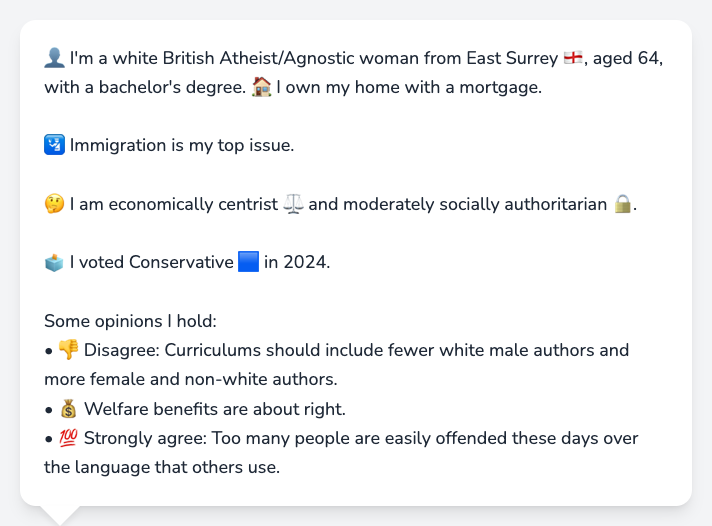 👤 I'm a white British Atheist/Agnostic woman from East Surrey 🏴󠁧󠁢󠁥󠁮󠁧󠁿, aged 64,
with a bachelor's degree. 🏠 I own my home with a mortgage.
🛂 Immigration is my top issue.
🤔 I am economically centrist ⚖️ and moderately socially authoritarian 🔒.
🗳️ I voted Conservative 🟦 in 2024.
Some opinions I hold:
• 👎 Disagree: Curriculums should include fewer white male authors and
more female and non-white authors.
• 💰 Welfare benefits are about right.
• 💯 Strongly agree: Too many people are easily offended these days over
the language that others use.